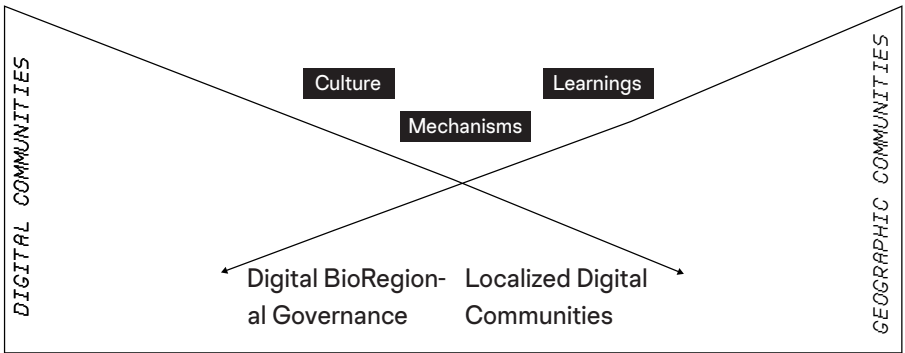 DIGITAL COMMUNITIES
Culture
Learnings
Mechanisms
Digital BioRegion-
al Governance
Localized Digital
Communities
GEOGRAPHIC COMMUNITIES